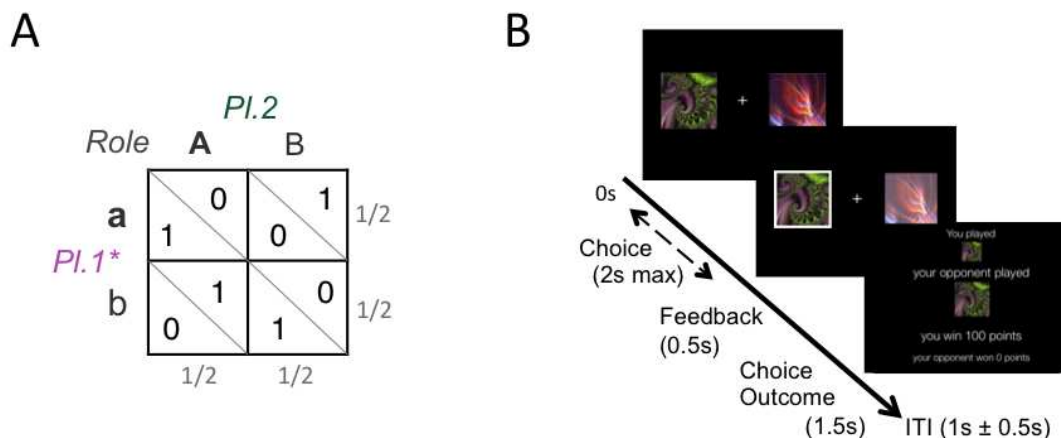 A
Pl.2
Role A B
a
0
1
1
0
1/2
Pl.1*
b
1
0
0
1
1/2
1/2 1/2
B
+
+
0s
Choice
(2s max)
Feedback
(0.5s)
Choice
Outcome
(1.5s)
ITI (1s ± 0.5s)
You played
your opponent played
you win 100 points
your opponent won 0 points